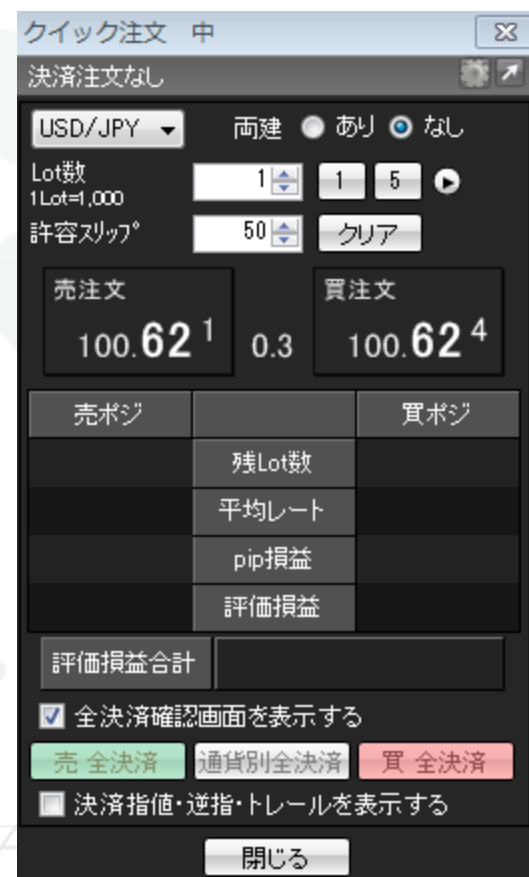 クイック注文 中
決済注文なし
USD/JPY 両建 あり なし
Lot数 1 1 5
1Lot=1,000
許容スリップ 50 クリア
売注文 買注文
100.62 1 0.3 100.62 4
売ポジ 買ポジ
残Lot数
平均レート
pip損益
評価損益
評価損益合計
全決済確認画面を表示する
売 全決済 通貨別全決済 買 全決済
決済指値・逆指・トレールを表示する
閉じる